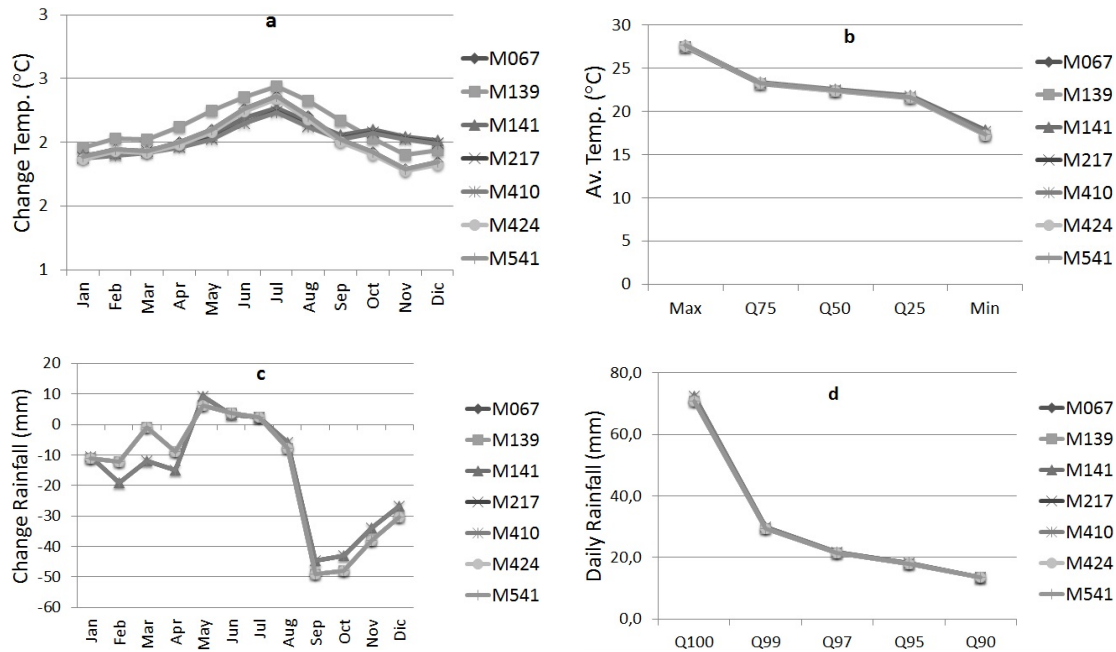 a
Change Temp. (°C)
3
3
2
2
1
Jan Feb Mar Apr May Jun Jul Aug Sep Oct Nov Dic
M067
M139
M141
M217
M410
M424
M541
b
Av. Temp. (°C)
30
25
20
15
10
5
0
Max Q75 Q50 Q25 Min
M067
M139
M141
M217
M410
M424
M541
c
Change Rainfall (mm)
20
10
0
-10
-20
-30
-40
-50
-60
Jan Feb Mar Apr May Jun Jul Aug Sep Oct Nov Dic
M067
M139
M141
M217
M410
M424
M541
d
Daily Rainfall (mm)
80,0
60,0
40,0
20,0
0,0
Q100 Q99 Q97 Q95 Q90
M067
M139
M141
M217
M410
M424
M541